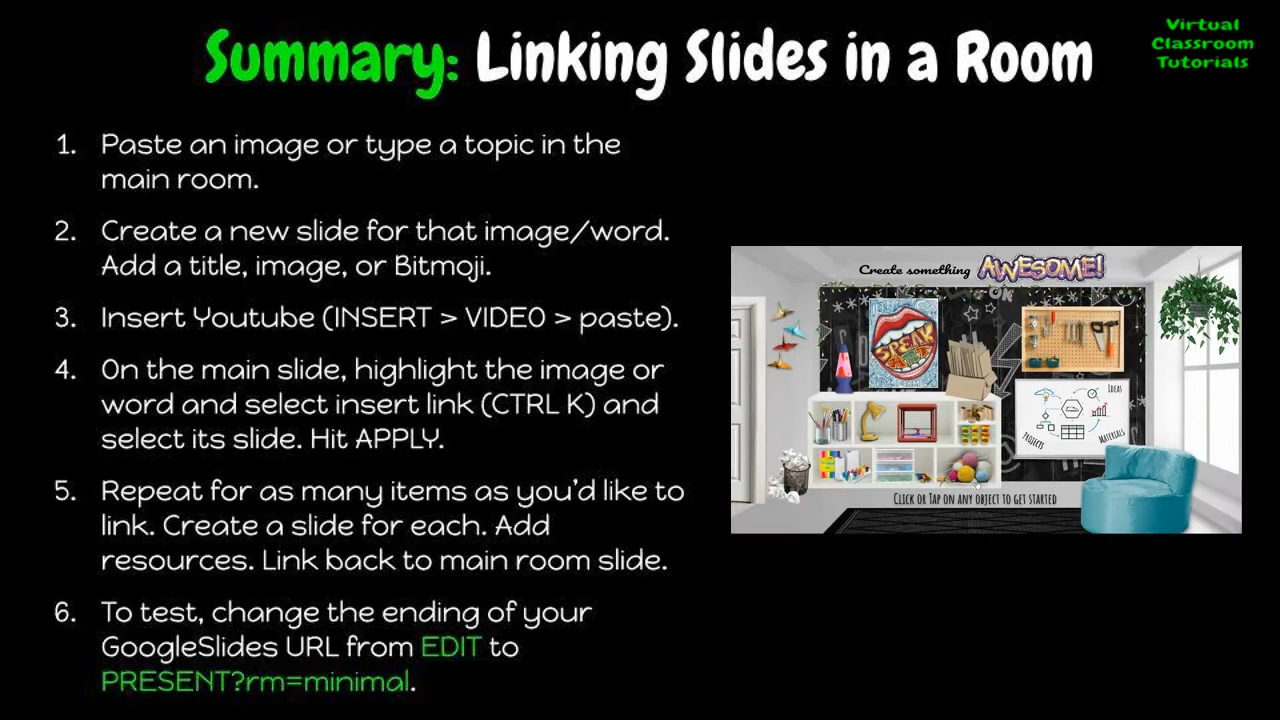 Summary: Linking Slides in a Room
Virtual
Classroom
Tutorials
1. Paste an image or type a topic in the
main room.
2. Create a new slide for that image/word.
Add a title, image, or Bitmoji.
3. Insert Youtube (INSERT > VIDEO > paste).
4. On the main slide, highlight the image or
word and select insert link (CTRL K) and
select its slide. Hit APPLY.
5. Repeat for as many items as you'd like to
link. Create a slide for each. Add
resources. Link back to main room slide.
6. To test, change the ending of your
GoogleSlides URL from EDIT to
PRESENT?rm=minimal.
Create something AWESOME!
SPEAK
IDEAS
PROJECTS
MATERIALS
CLICK OR TAP ON ANY OBJECT TO GET STARTED